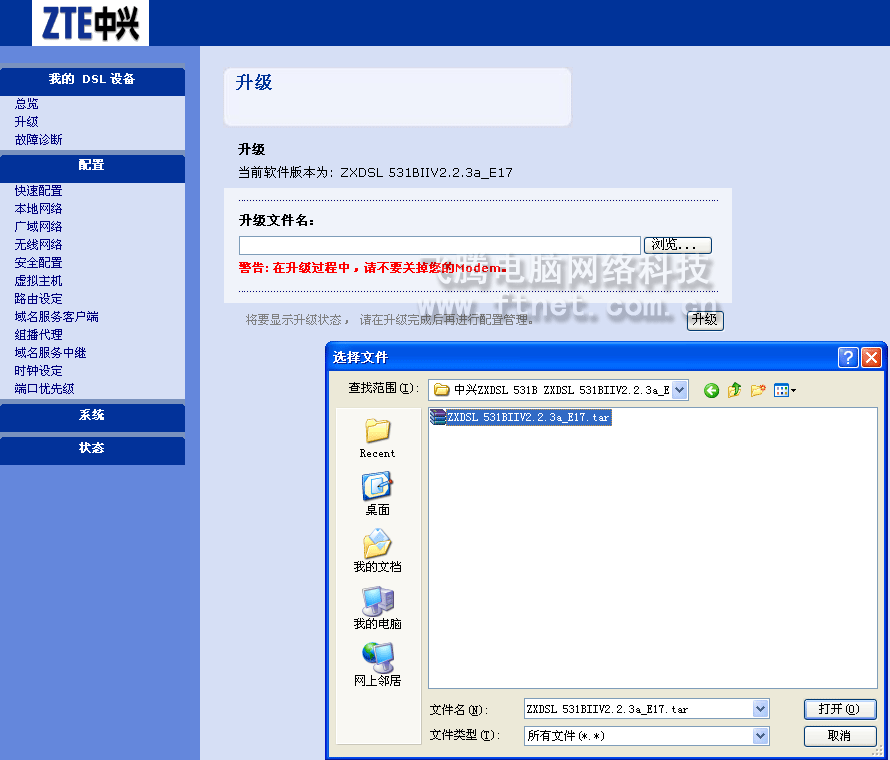 ZTE中兴
我的 DSL 设备
总览
升级
故障诊断
配置
快速配置
本地网络
广域网络
无线网络
安全配置
虚拟主机
路由设定
域名服务客户端
组播代理
域名服务中继
时钟设定
端口优先级
系统
状态
升级
升级
当前软件版本为: ZXDSL 531BIIV2.2.3a_E17
升级文件名:
浏览...
警告: 在升级过程中，请不要关掉您的Modem。
飞腾电脑网络科技
www.ftnet.com.cn
将要显示升级状态， 请在升级完成后再进行配置管理。
升级
选择文件
查找范围(I):
中兴ZXDSL 531B ZXDSL 531BIIV2.2.3a_E
ZXDSL 531BIIV2.2.3a_E17.tar
Recent
桌面
我的文档
我的电脑
网上邻居
文件名(N):
ZXDSL 531BIIV2.2.3a_E17.tar
打开(O)
文件类型(T):
所有文件(*.*)
取消